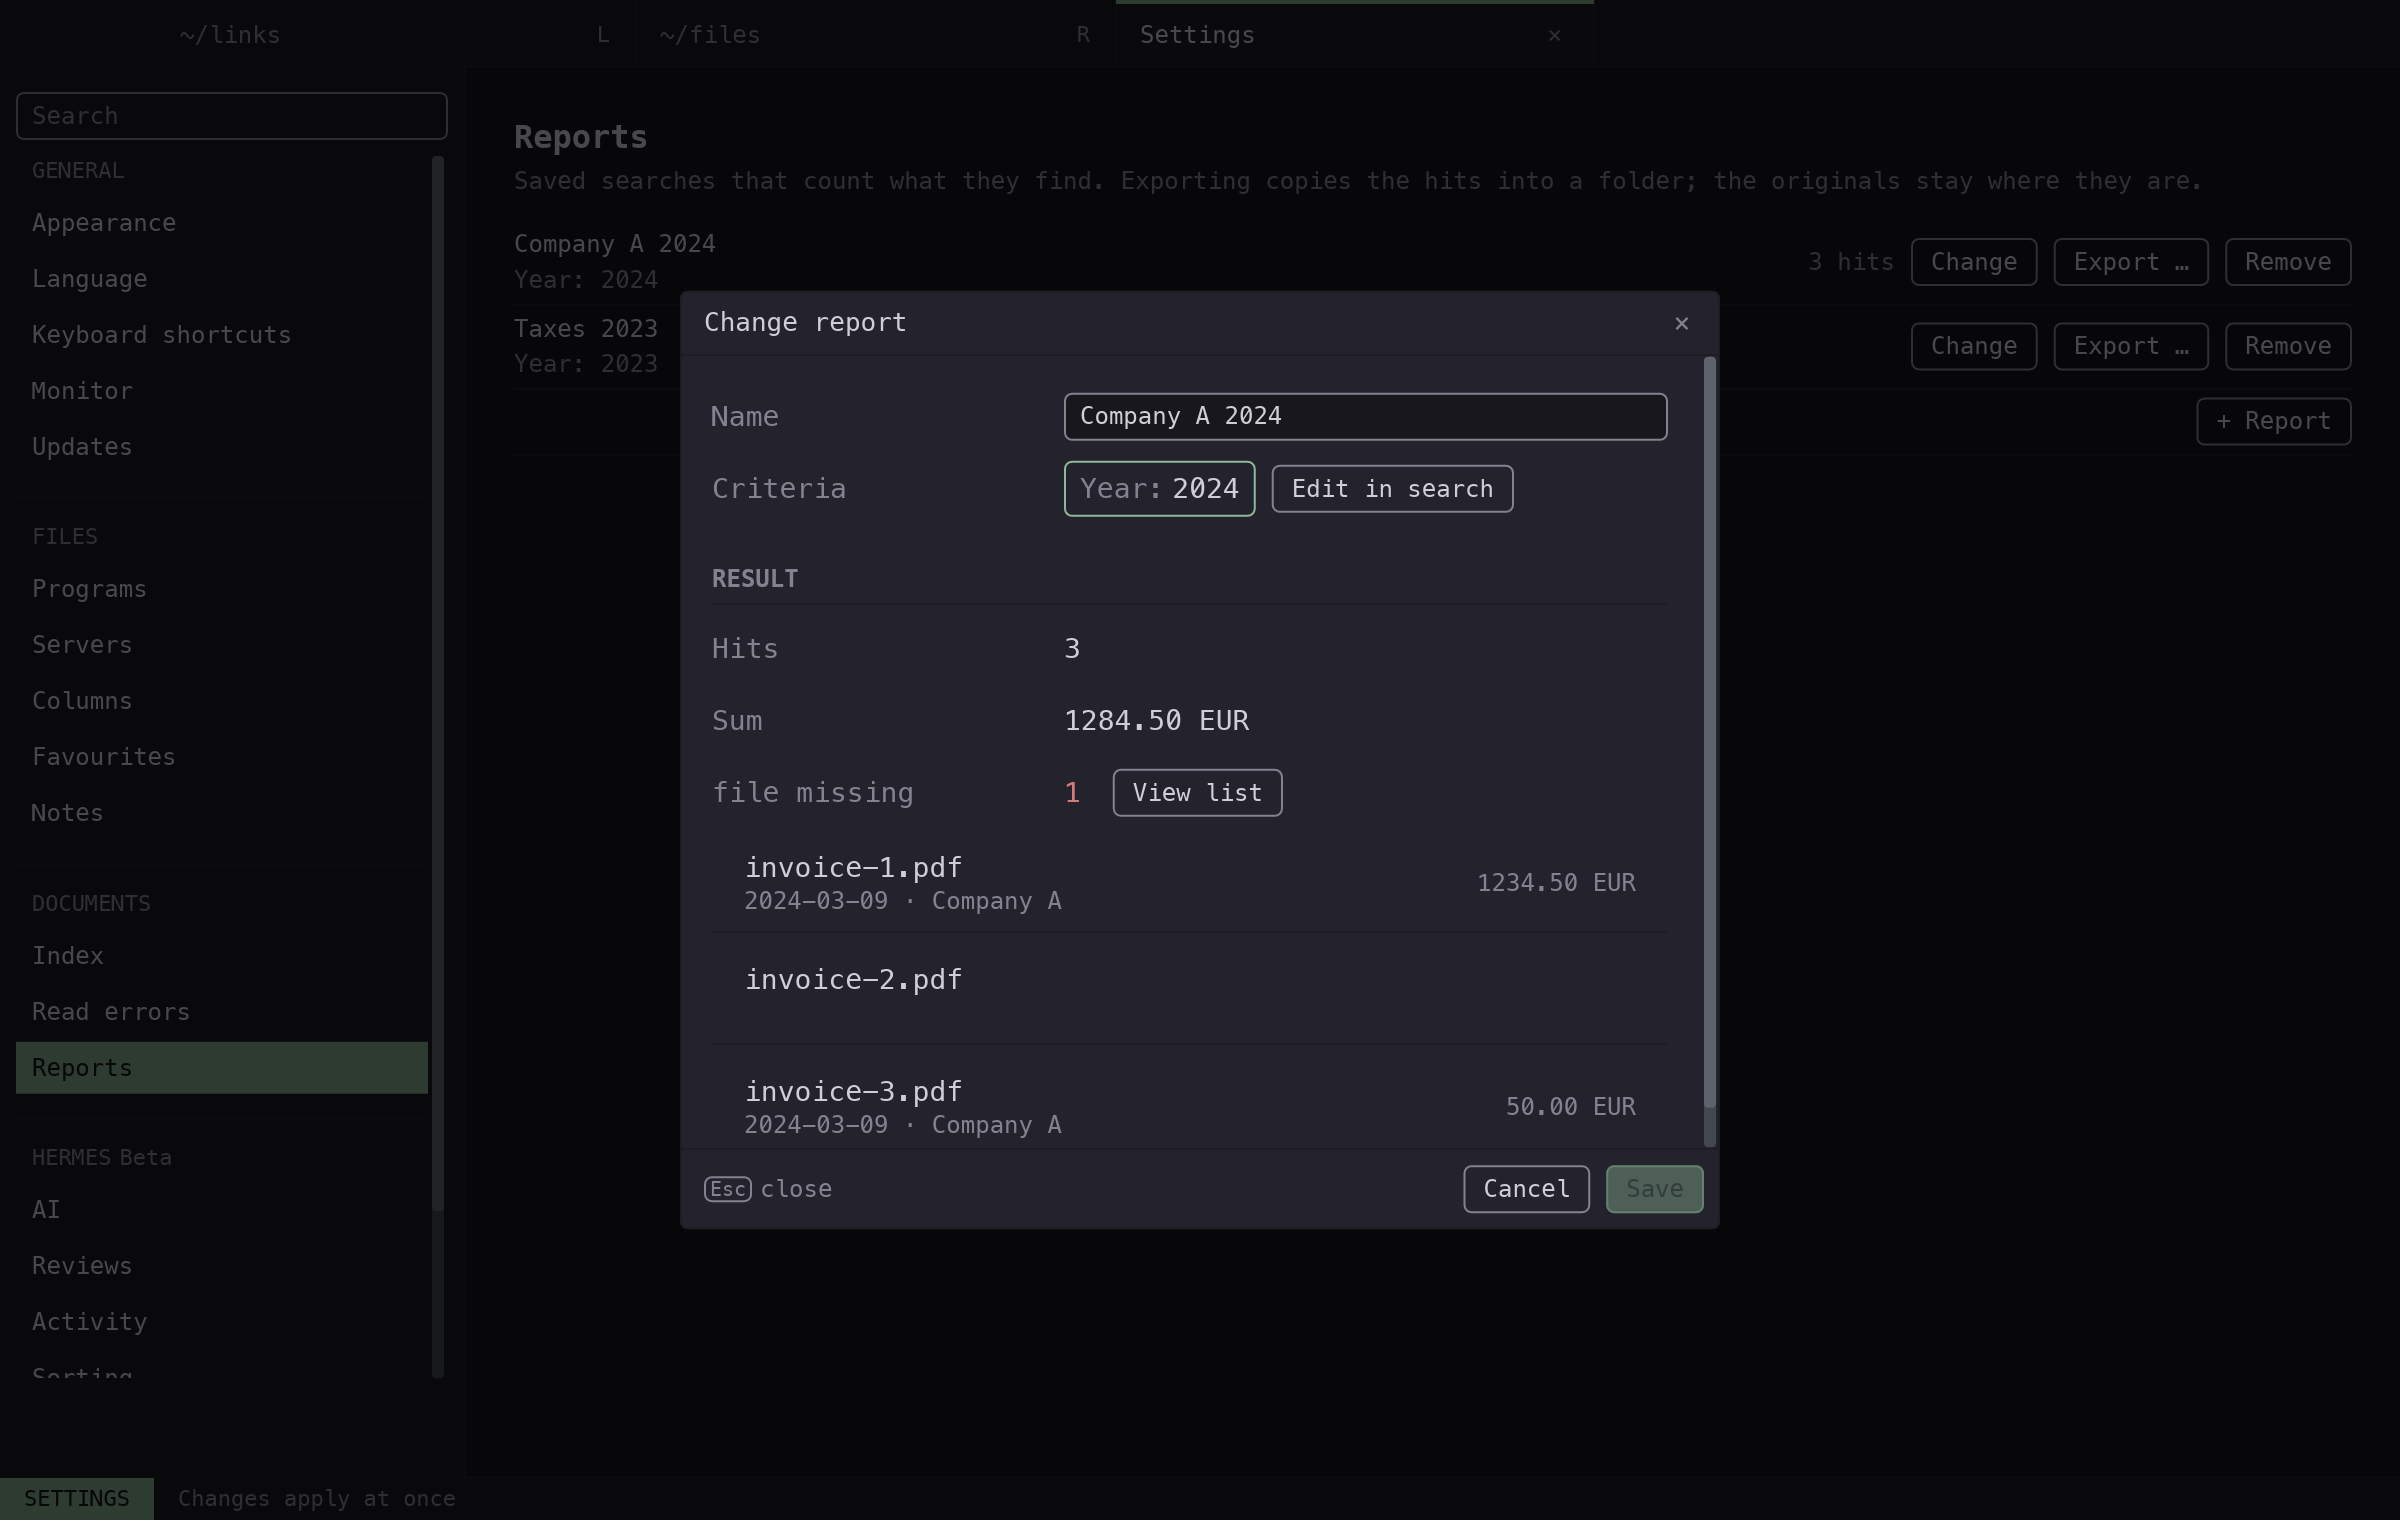 ~/links L ~/files R Settings ×
Search
GENERAL
Appearance
Language
Keyboard shortcuts
Monitor
Updates
FILES
Programs
Servers
Columns
Favourites
Notes
DOCUMENTS
Index
Read errors
Reports
HERMES Beta
AI
Reviews
Activity
Sorting
Reports
Saved searches that count what they find. Exporting copies the hits into a folder; the originals stay where they are.
Company A 2024
Year: 2024
3 hits Change Export … Remove
Taxes 2023
Year: 2023
Change Export … Remove
+ Report
Change report ×
Name Company A 2024
Criteria Year: 2024 Edit in search
RESULT
Hits 3
Sum 1284.50 EUR
file missing 1 View list
invoice-1.pdf
2024-03-09 · Company A
1234.50 EUR
invoice-2.pdf
invoice-3.pdf
2024-03-09 · Company A
50.00 EUR
Esc close Cancel Save
SETTINGS Changes apply at once